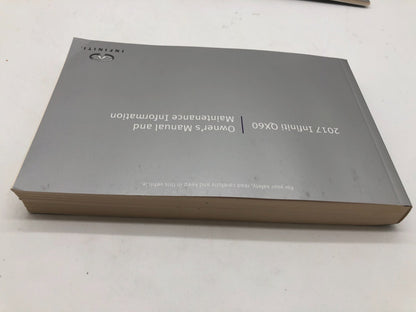 INFINITI
2017 Infiniti QX60
Owner's Manual and
Maintenance Information
For your safety, read carefully and keep in this vehicle.